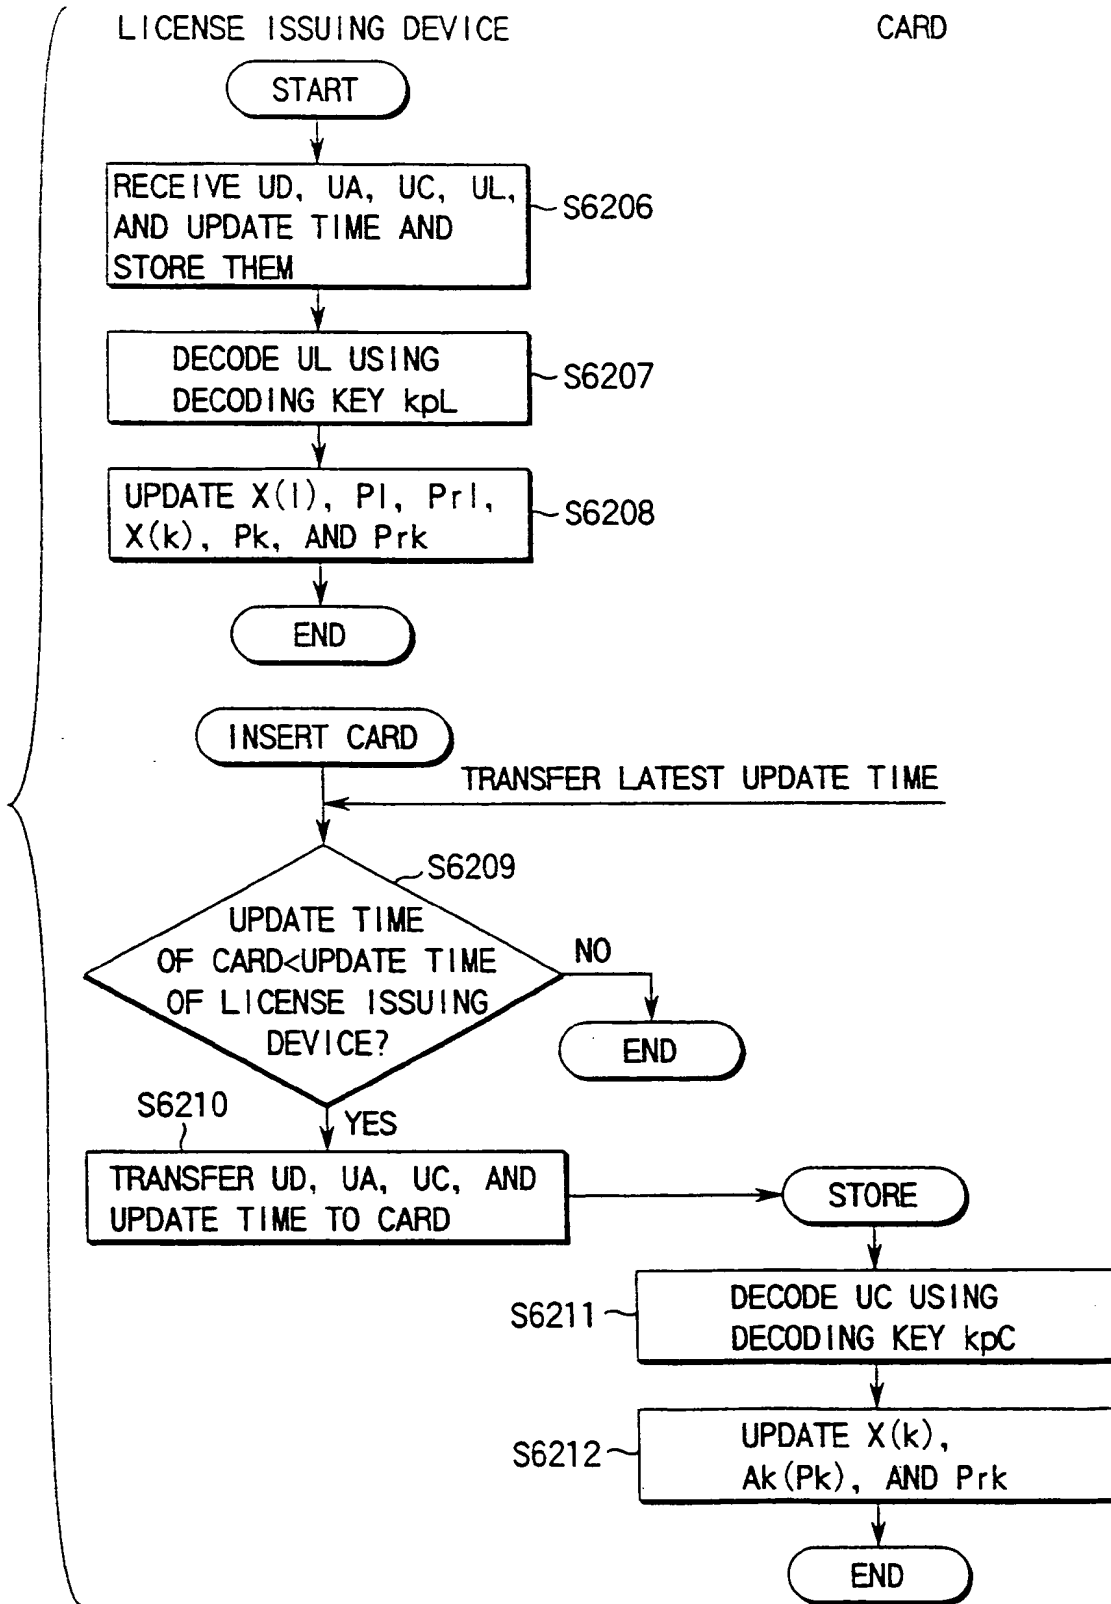 LICENSE ISSUING DEVICE
CARD
START
RECEIVE UD, UA, UC, UL,
AND UPDATE TIME AND
STORE THEM
S6206
DECODE UL USING
DECODING KEY kpL
S6207
UPDATE X(l), Pl, Prl,
X(k), Pk, AND Prk
S6208
END
INSERT CARD
TRANSFER LATEST UPDATE TIME
S6209
UPDATE TIME
OF CARD<UPDATE TIME
OF LICENSE ISSUING
DEVICE?
NO
END
S6210
YES
TRANSFER UD, UA, UC, AND
UPDATE TIME TO CARD
STORE
S6211
DECODE UC USING
DECODING KEY kpC
S6212
UPDATE X(k),
Ak(Pk), AND Prk
END